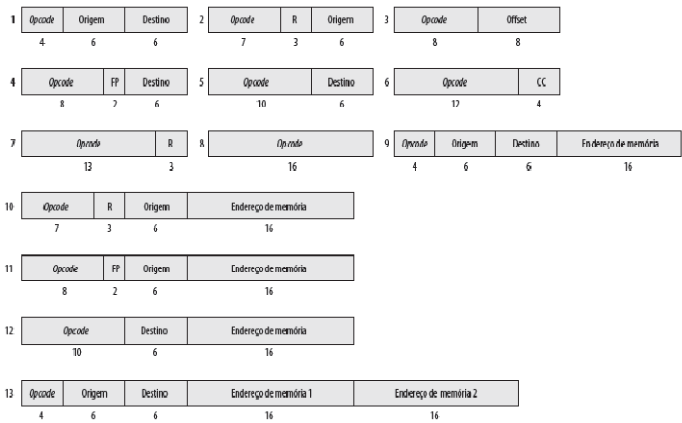 1 Opcode Origem Destino 2 Opcode R Origem 3 Opcode Offset
4 6 6 7 3 6 8 8
4 Opcode FP Destino 5 Opcode Destino 6 Opcode CC
8 2 6 10 6 12 4
7 Opcode R 8 Opcode 9 Opcode Origem Destino Endereço de memória
13 3 16 4 6 6 16
10 Opcode R Origem Endereço de memória
7 3 6 16
11 Opcode FP Origem Endereço de memória
8 2 6 16
12 Opcode Destino Endereço de memória
10 6 16
13 Opcode Origem Destino Endereço de memória 1 Endereço de memória 2
4 6 6 16 16